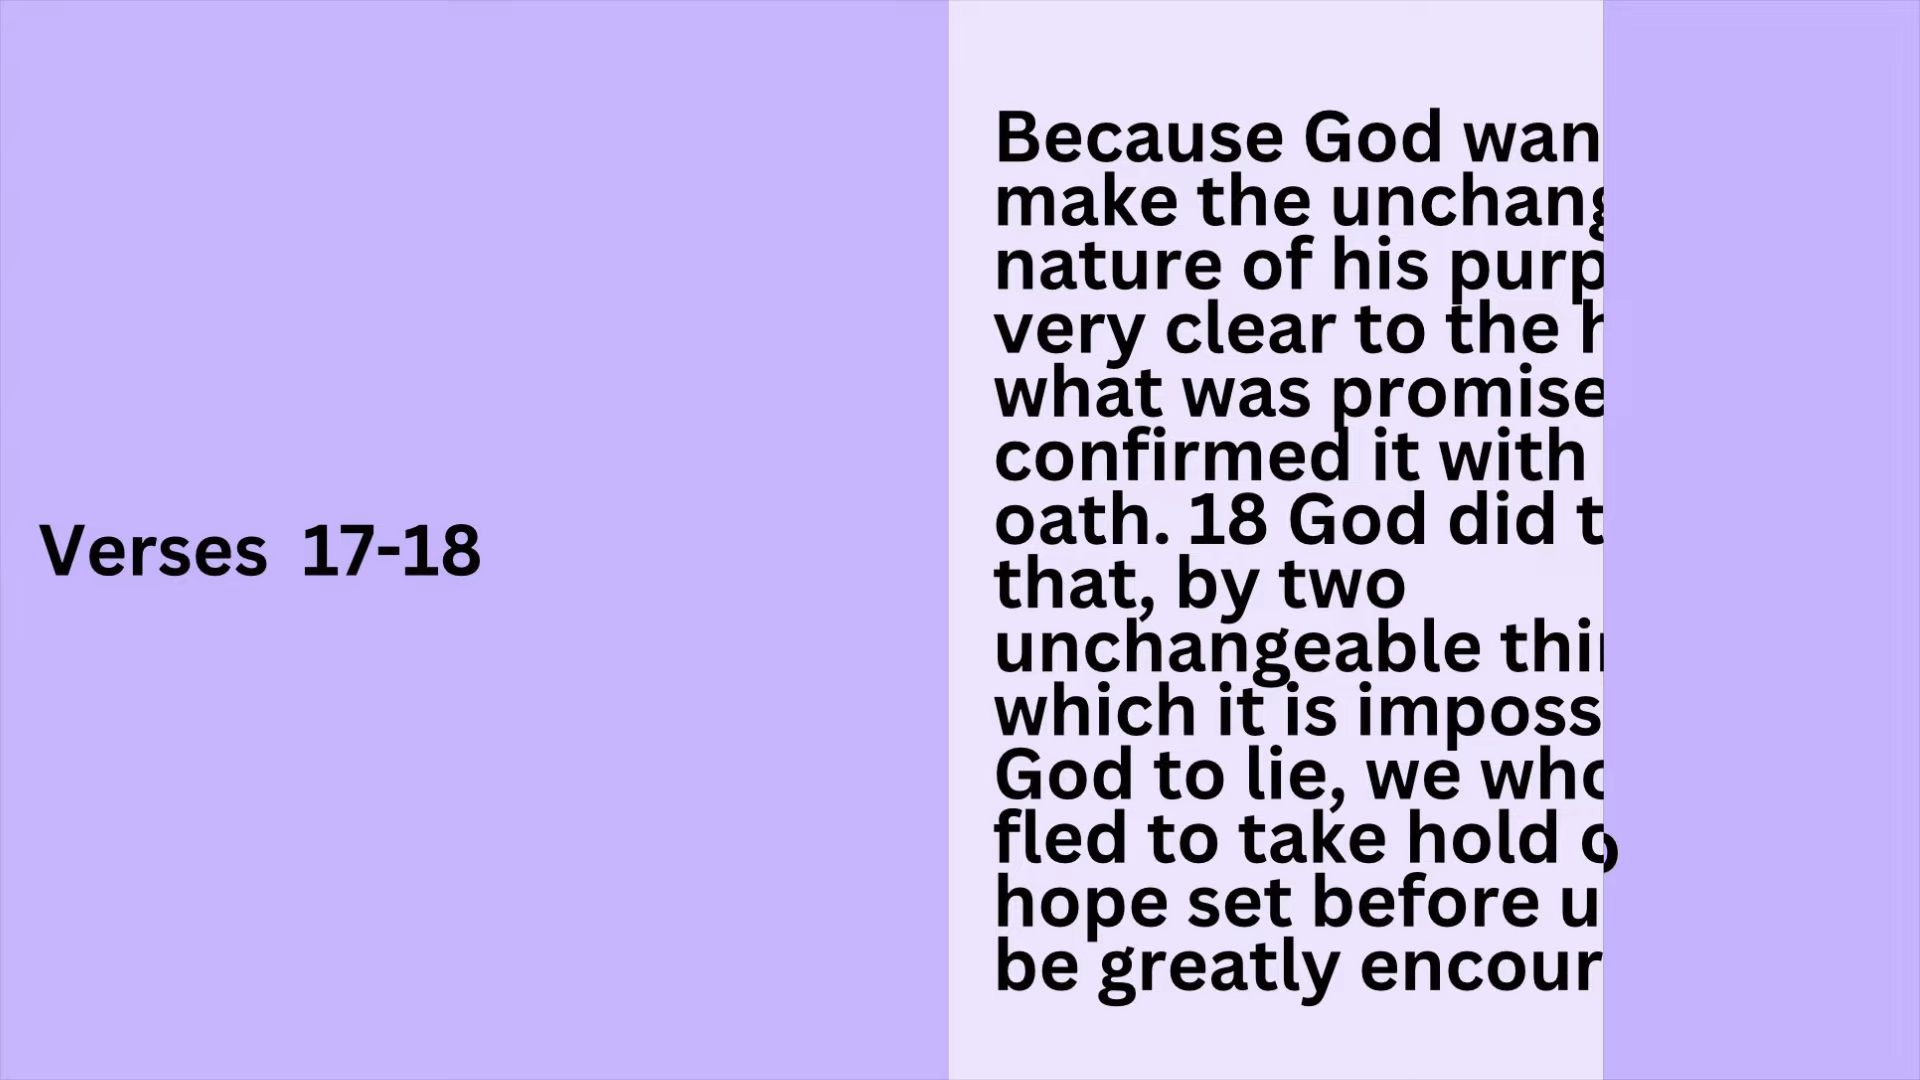 Verses 17-18
Because God wan
make the unchang
nature of his purp
very clear to the h
what was promise
confirmed it with
oath. 18 God did t
that, by two
unchangeable thin
which it is imposs
God to lie, we who
fled to take hold o
hope set before u
be greatly encour